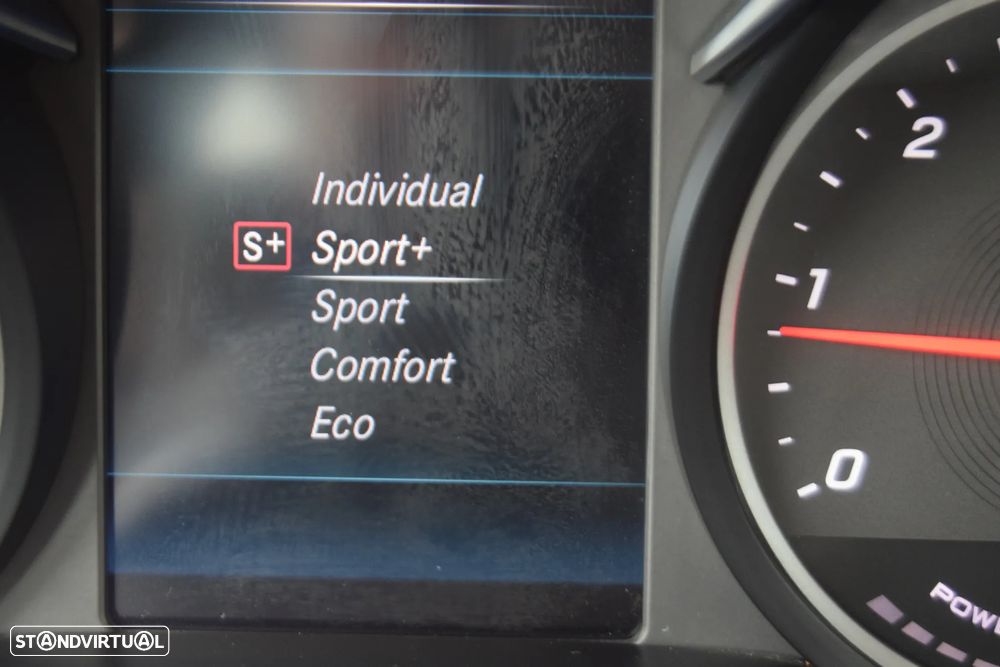 Individual
S+ Sport+
Sport
Comfort
Eco
2
1
0
STANDVIRTUAL